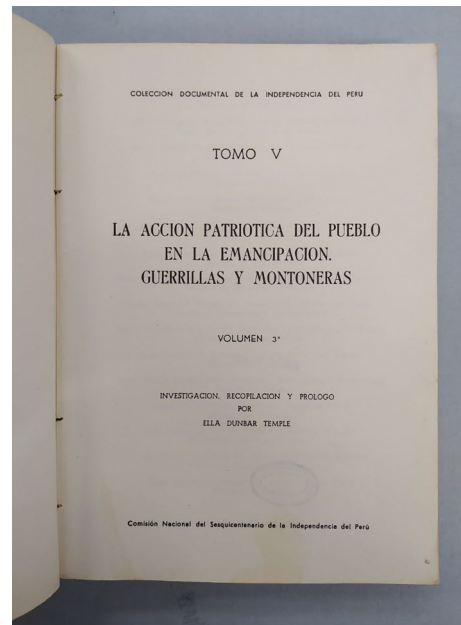 COLECCION DOCUMENTAL DE LA INDEPENDENCIA DEL PERU
TOMO V
LA ACCION PATRIOTICA DEL PUEBLO
EN LA EMANCIPACION.
GUERRILLAS Y MONTONERAS
VOLUMEN 3°
INVESTIGACION, RECOPILACION Y PROLOGO
POR
ELLA DUNBAR TEMPLE
Comisión Nacional del Sesquicentenario de la Independencia del Perú